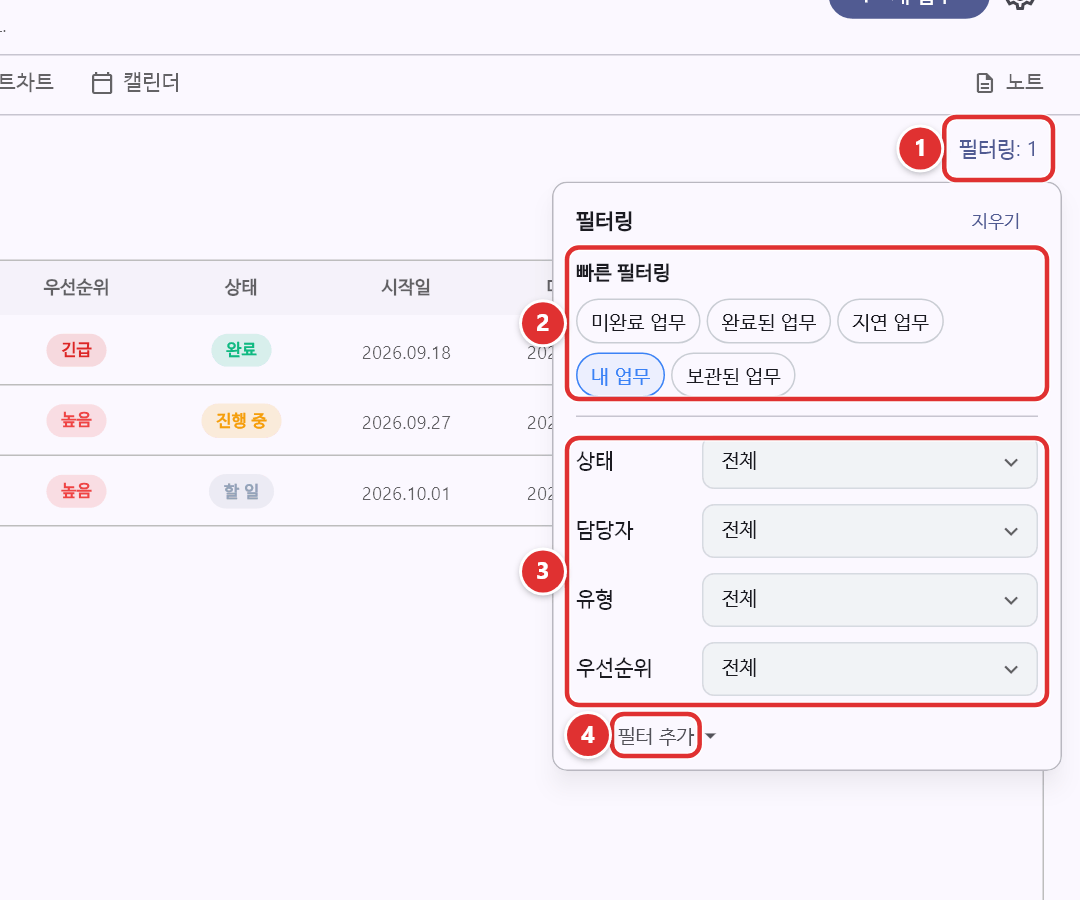 트차트 캘린더 노트
1 필터링: 1
필터링 지우기
빠른 필터링
우선순위 상태 시작일
2 미완료 업무 완료된 업무 지연 업무
긴급 완료 2026.09.18
내 업무 보관된 업무
높음 진행 중 2026.09.27
상태 전체
높음 할 일 2026.10.01
담당자 전체
3
유형 전체
우선순위 전체
4 필터 추가